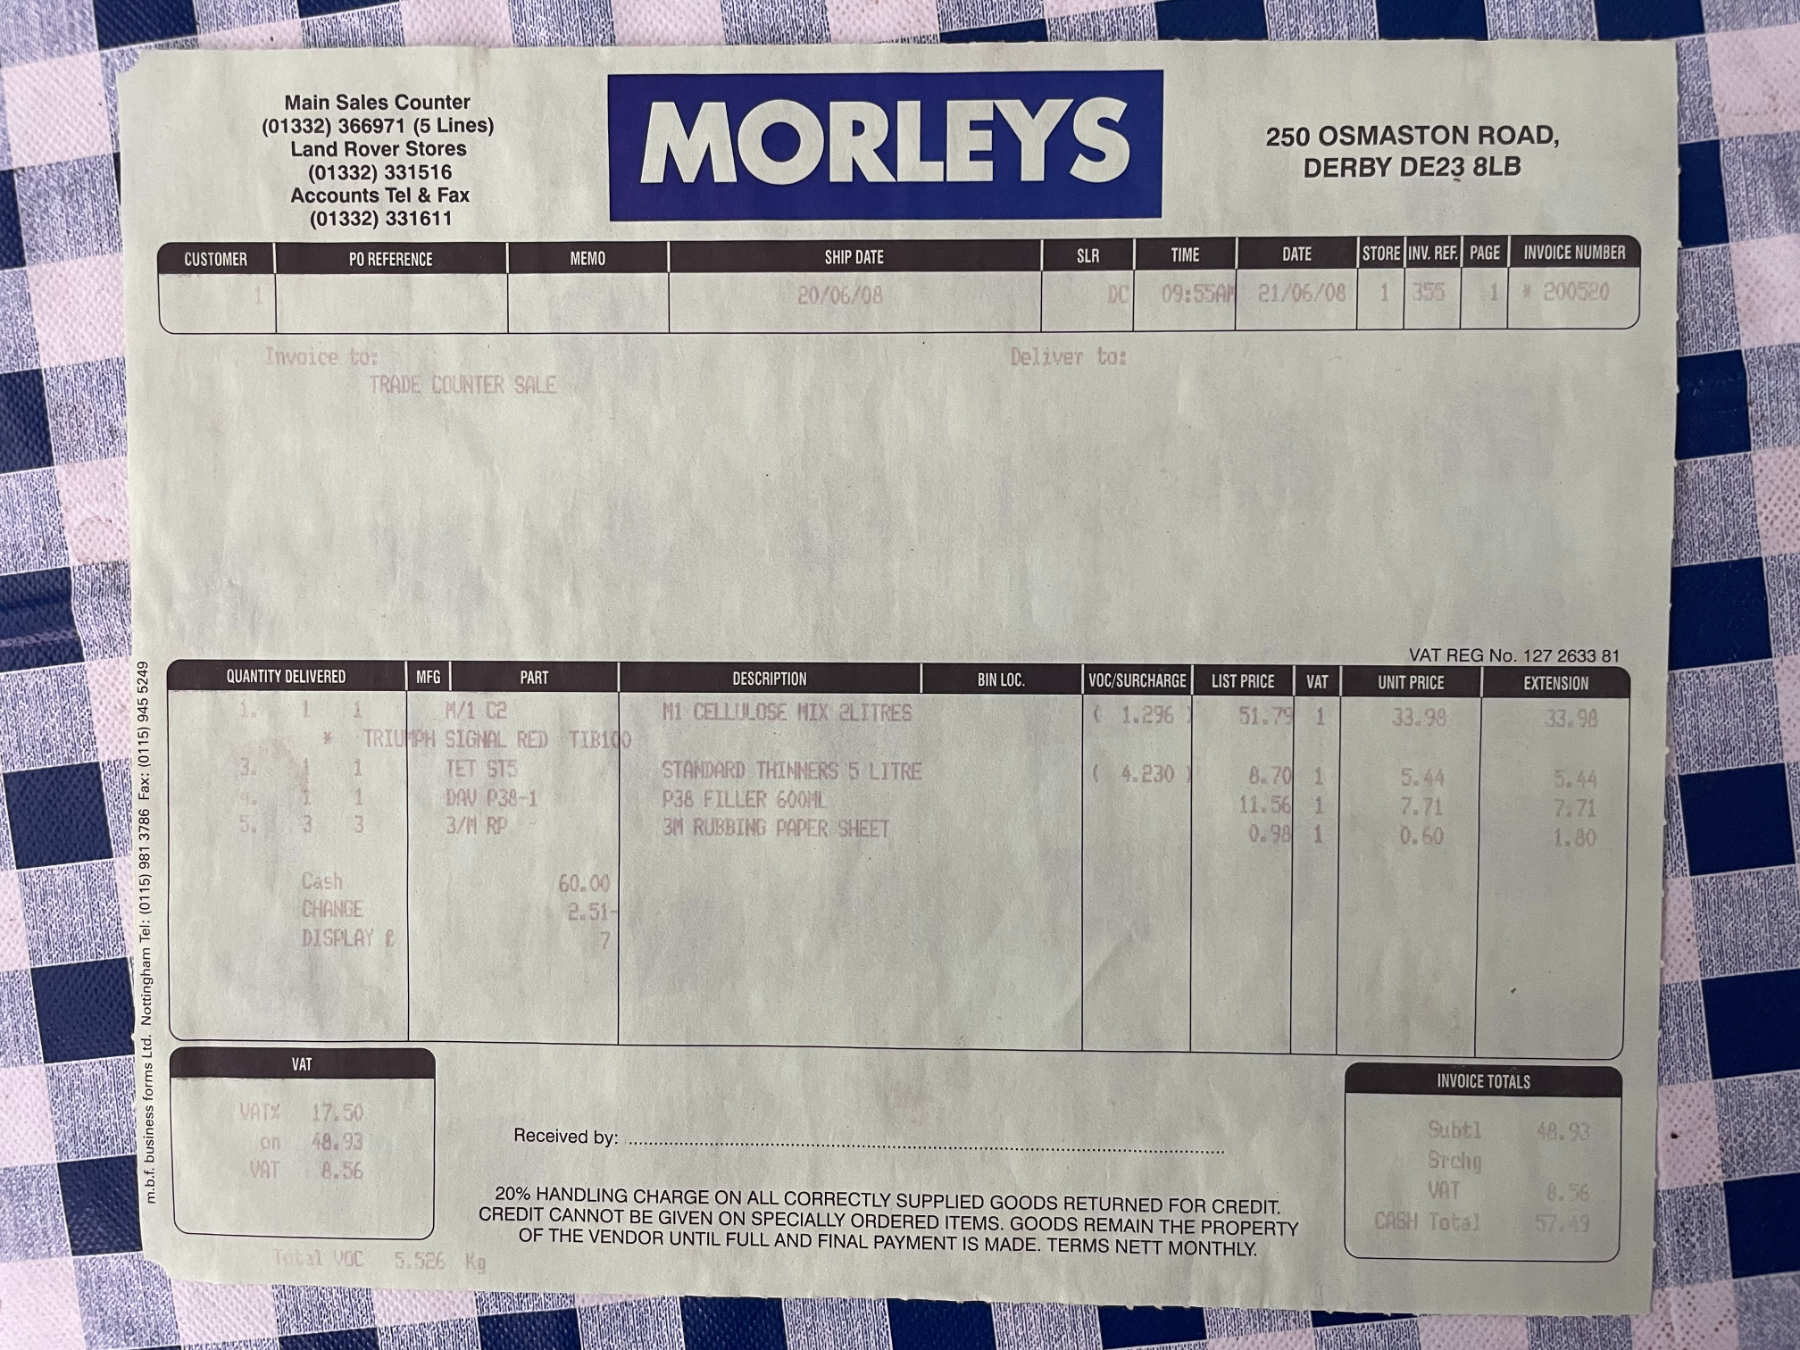 Main Sales Counter
(01332) 366971 (5 Lines)
Land Rover Stores
(01332) 331516
Accounts Tel & Fax
(01332) 331611
MORLEYS
250 OSMASTON ROAD,
DERBY DE23 8LB
CUSTOMER PO REFERENCE MEMO SHIP DATE SLR TIME DATE STORE INV. REF. PAGE INVOICE NUMBER
1 20/06/08 DC 09:55AM 21/06/08 1 355 1 * 200520
Invoice to: Deliver to:
TRADE COUNTER SALE
VAT REG No. 127 2633 81
QUANTITY DELIVERED MFG PART DESCRIPTION BIN LOC. VOC/SURCHARGE LIST PRICE VAT UNIT PRICE EXTENSION
1. 1 1 M/1 C2 M1 CELLULOSE MIX 2LITRES ( 1.296 ) 51.79 1 33.98 33.98
* TRIUMPH SIGNAL RED TIB100
3. 1 1 TET ST5 STANDARD THINNERS 5 LITRE ( 4.230 ) 8.70 1 5.44 5.44
4. 1 1 DAV P38-1 P38 FILLER 600ML 11.56 1 7.71 7.71
5. 3 3 3/M RP 3M RUBBING PAPER SHEET 0.98 1 0.60 1.80
Cash 60.00
CHANGE 2.51-
DISPLAY £ 7
VAT
VAT% 17.50
on 48.93
VAT 8.56
Received by:
20% HANDLING CHARGE ON ALL CORRECTLY SUPPLIED GOODS RETURNED FOR CREDIT.
CREDIT CANNOT BE GIVEN ON SPECIALLY ORDERED ITEMS. GOODS REMAIN THE PROPERTY
OF THE VENDOR UNTIL FULL AND FINAL PAYMENT IS MADE. TERMS NETT MONTHLY.
INVOICE TOTALS
Subtl 48.93
Srchg
VAT 8.56
CASH Total 57.49
Total VOC 5.526 Kg
m.b.f. business forms Ltd. Nottingham Tel: (0115) 981 3786 Fax: (0115) 945 5249